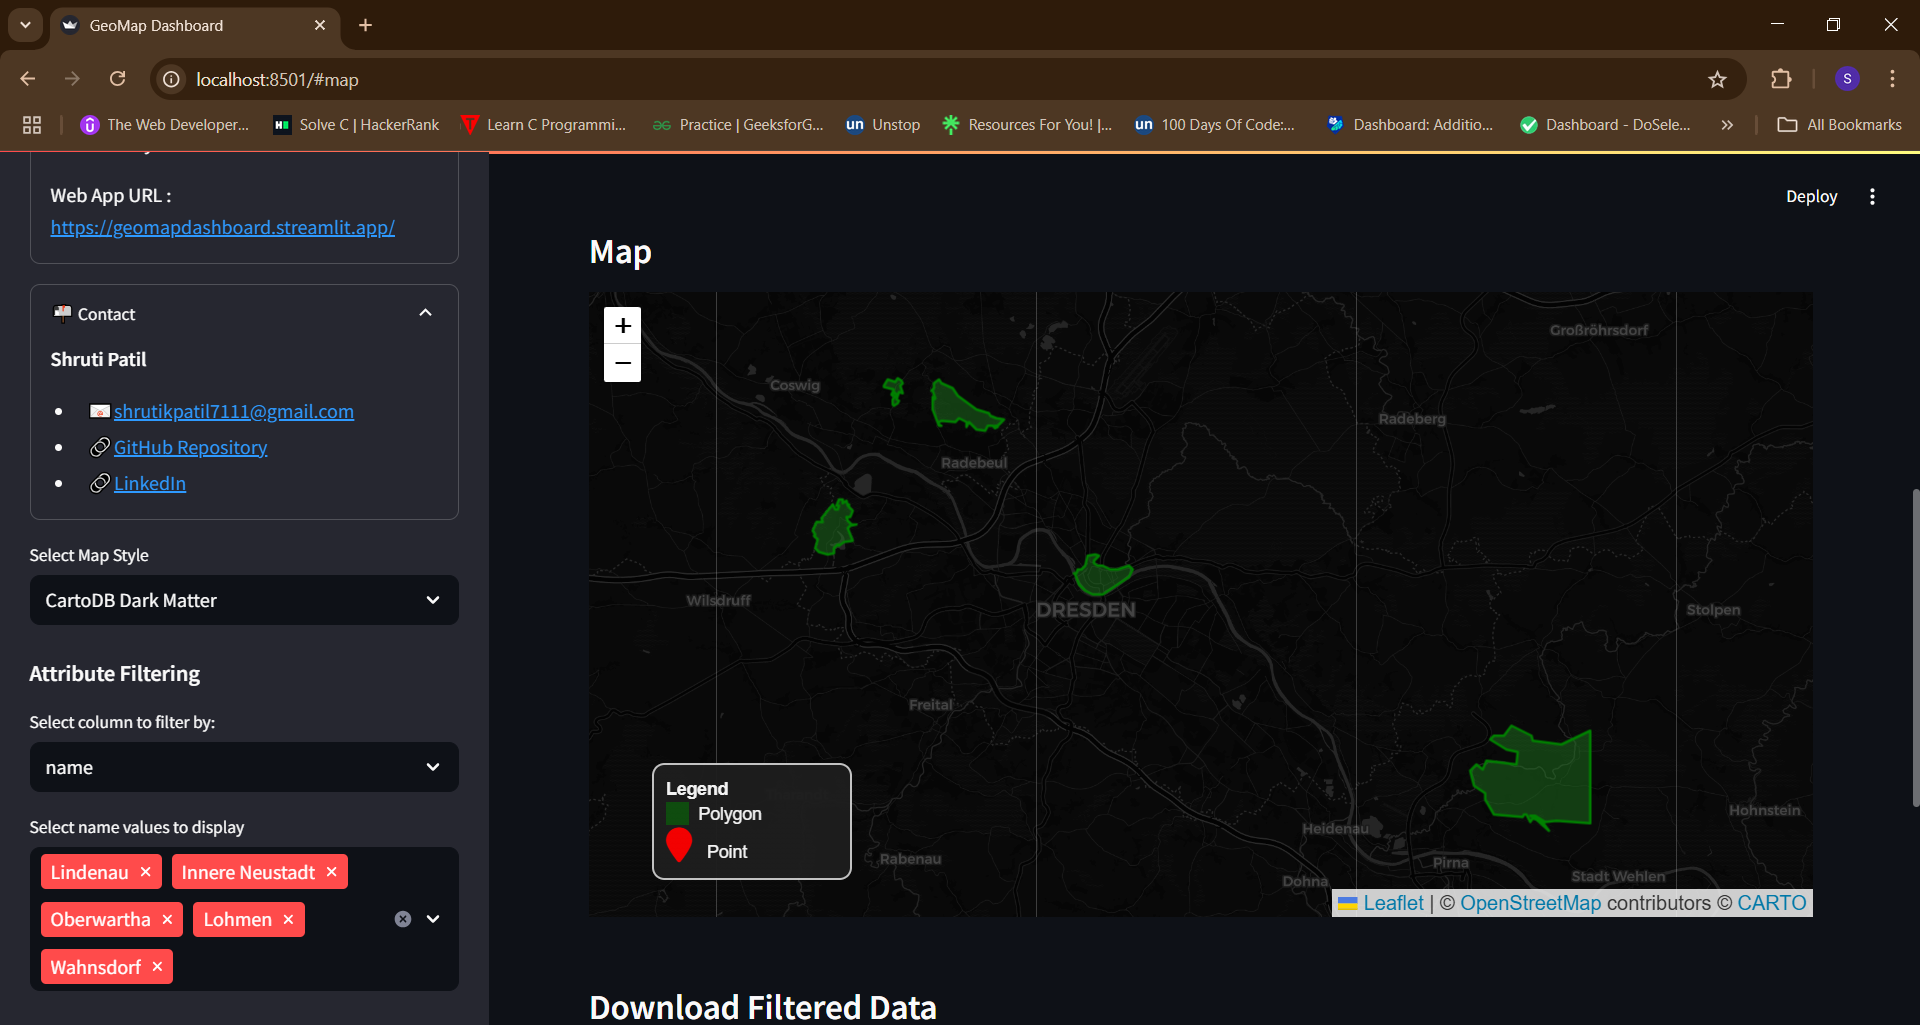 GeoMap Dashboard
localhost:8501/#map
The Web Developer...
Solve C | HackerRank
Learn C Programmi...
Practice | GeeksforG...
Unstop
Resources For You! |...
100 Days Of Code:...
Dashboard: Additio...
Dashboard - DoSele...
All Bookmarks
S
Web App URL :
https://geomapdashboard.streamlit.app/
Contact
Shruti Patil
shrutikpatil7111@gmail.com
GitHub Repository
LinkedIn
Select Map Style
CartoDB Dark Matter
Attribute Filtering
Select column to filter by:
name
Select name values to display
Lindenau
Innere Neustadt
Oberwartha
Lohmen
Wahnsdorf
Deploy
Map
+
−
Großröhrsdorf
Coswig
Radeberg
Radebeul
Wilsdruff
DRESDEN
Stolpen
Freital
Hohnstein
Heidenau
Rabenau
Pirna
Dohna
Stadt Wehlen
Legend
Polygon
Point
Leaflet | © OpenStreetMap contributors © CARTO
Download Filtered Data